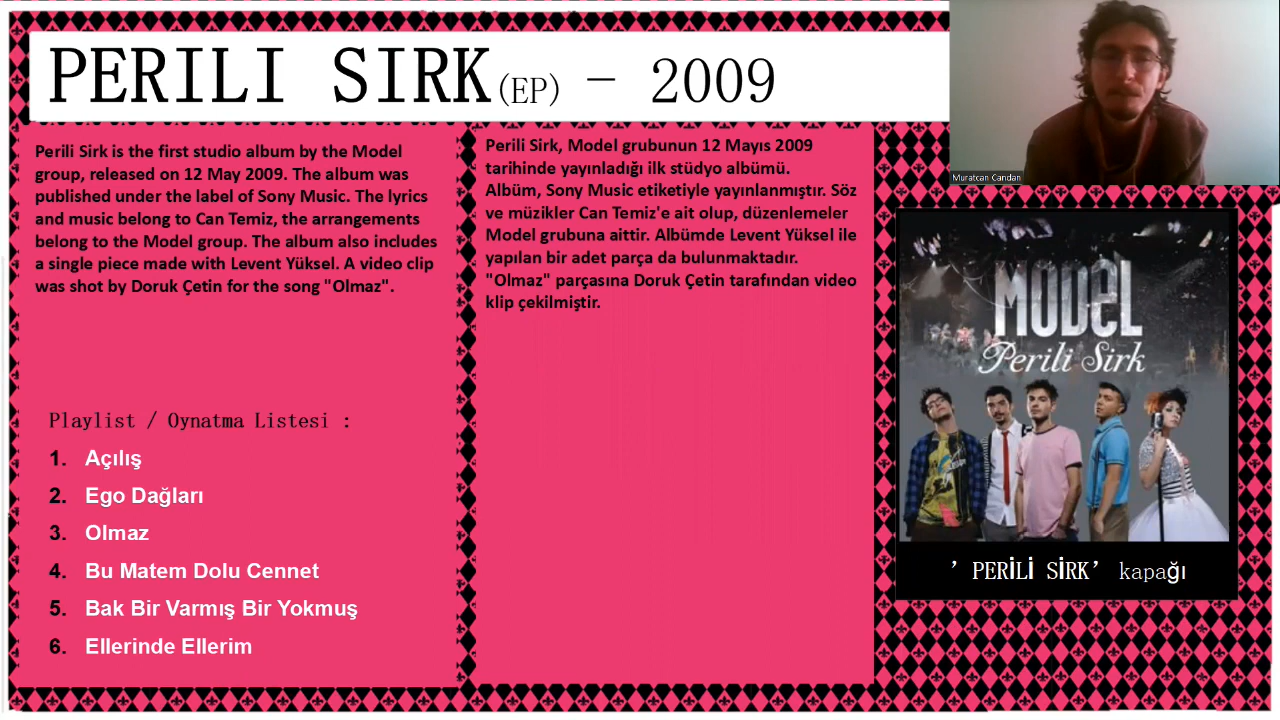 PERILI SIRK(EP) - 2009
Muratcan Candan
Perili Sirk is the first studio album by the Model
group, released on 12 May 2009. The album was
published under the label of Sony Music. The lyrics
and music belong to Can Temiz, the arrangements
belong to the Model group. The album also includes
a single piece made with Levent Yüksel. A video clip
was shot by Doruk Çetin for the song "Olmaz".
Perili Sirk, Model grubunun 12 Mayıs 2009
tarihinde yayınladığı ilk stüdyo albümü.
Albüm, Sony Music etiketiyle yayınlanmıştır. Söz
ve müzikler Can Temiz'e ait olup, düzenlemeler
Model grubuna aittir. Albümde Levent Yüksel ile
yapılan bir adet parça da bulunmaktadır.
"Olmaz" parçasına Doruk Çetin tarafından video
klip çekilmiştir.
Playlist / Oynatma Listesi :
1. Açılış
2. Ego Dağları
3. Olmaz
4. Bu Matem Dolu Cennet
5. Bak Bir Varmış Bir Yokmuş
6. Ellerinde Ellerim
MODEL
Perili Sirk
' PERİLİ SİRK' kapağı